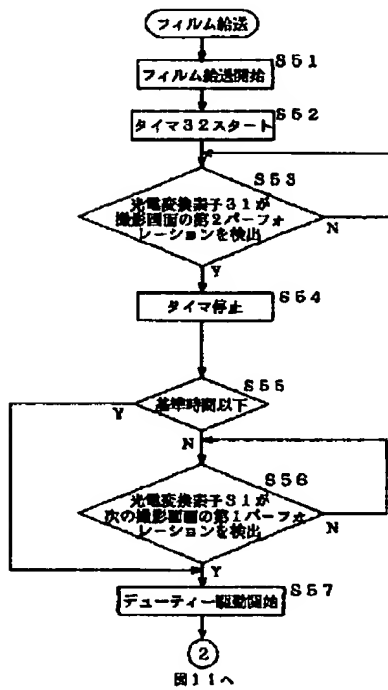 フィルム給送
S51
フィルム給送開始
S52
タイマ32スタート
S53
光電変換素子31が
撮影画面の第2パーフォ
レーションを検出
N
Y
S54
タイマ停止
S55
基準時間以下
Y
N
S56
光電変換素子31が
次の撮影画面の第1パーフォ
レーションを検出
N
Y
S57
デューティー駆動開始
2
図11へ